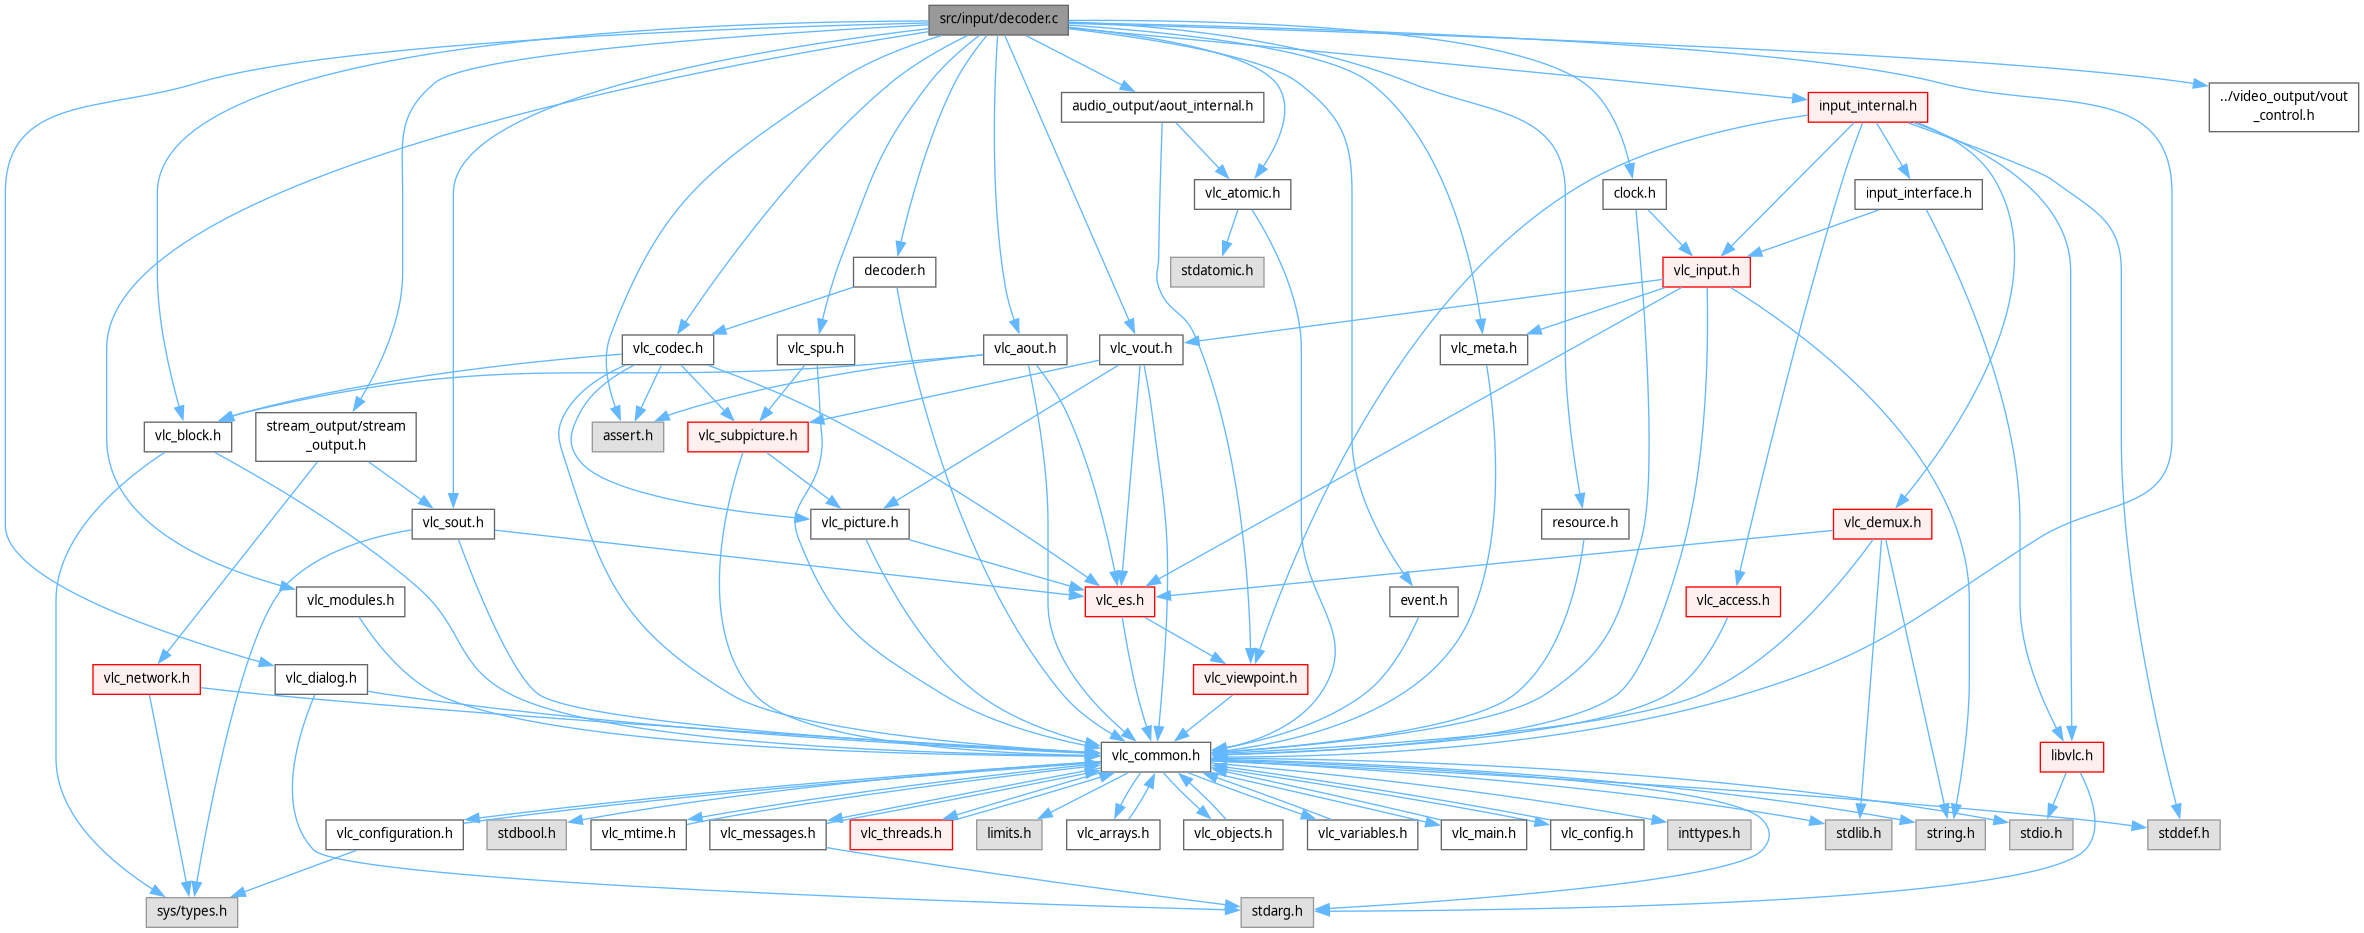 src/input/decoder.c
audio_output/aout_internal.h
input_internal.h
../video_output/vout
_control.h
vlc_atomic.h
clock.h
input_interface.h
decoder.h
stdatomic.h
vlc_input.h
vlc_codec.h
vlc_spu.h
vlc_aout.h
vlc_vout.h
vlc_meta.h
vlc_block.h
stream_output/stream
_output.h
assert.h
vlc_subpicture.h
vlc_sout.h
vlc_picture.h
resource.h
vlc_demux.h
vlc_modules.h
vlc_es.h
event.h
vlc_access.h
vlc_network.h
vlc_dialog.h
vlc_viewpoint.h
vlc_common.h
libvlc.h
vlc_configuration.h
stdbool.h
vlc_mtime.h
vlc_messages.h
vlc_threads.h
limits.h
vlc_arrays.h
vlc_objects.h
vlc_variables.h
vlc_main.h
vlc_config.h
inttypes.h
stdlib.h
string.h
stdio.h
stddef.h
sys/types.h
stdarg.h